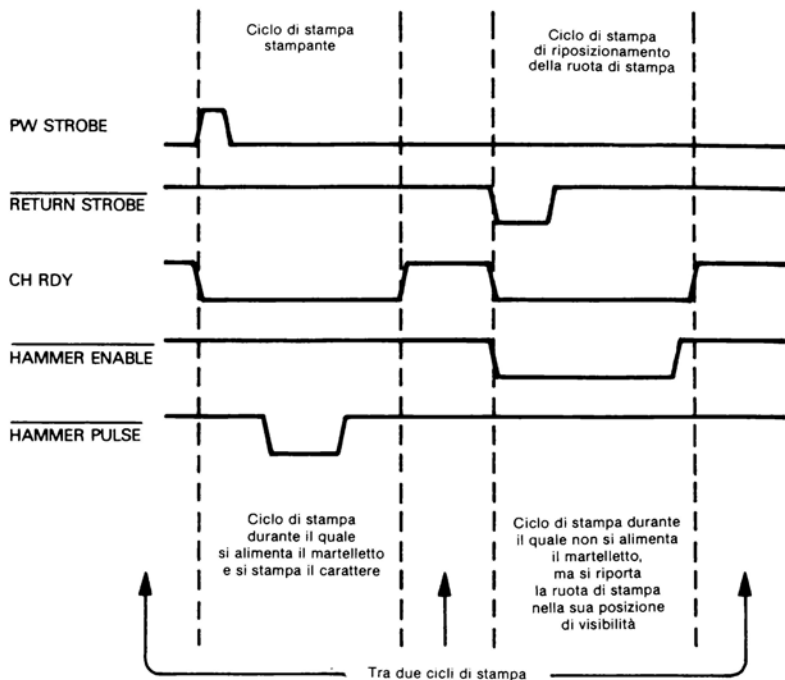 Ciclo di stampa
stampante
Ciclo di stampa
di riposizionamento
della ruota di stampa
PW STROBE
RETURN STROBE
CH RDY
HAMMER ENABLE
HAMMER PULSE
Ciclo di stampa
durante il quale
si alimenta il martelletto
e si stampa il carattere
Ciclo di stampa durante
il quale non si alimenta
il martelletto,
ma si riporta
la ruota di stampa
nella sua posizione
di visibilità
Tra due cicli di stampa